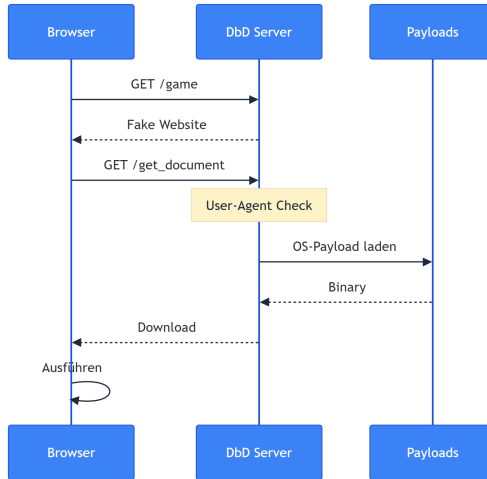 Browser
DbD Server
Payloads
GET /game
Fake Website
GET /get_document
User-Agent Check
OS-Payload laden
Binary
Download
Ausführen
Browser
DbD Server
Payloads